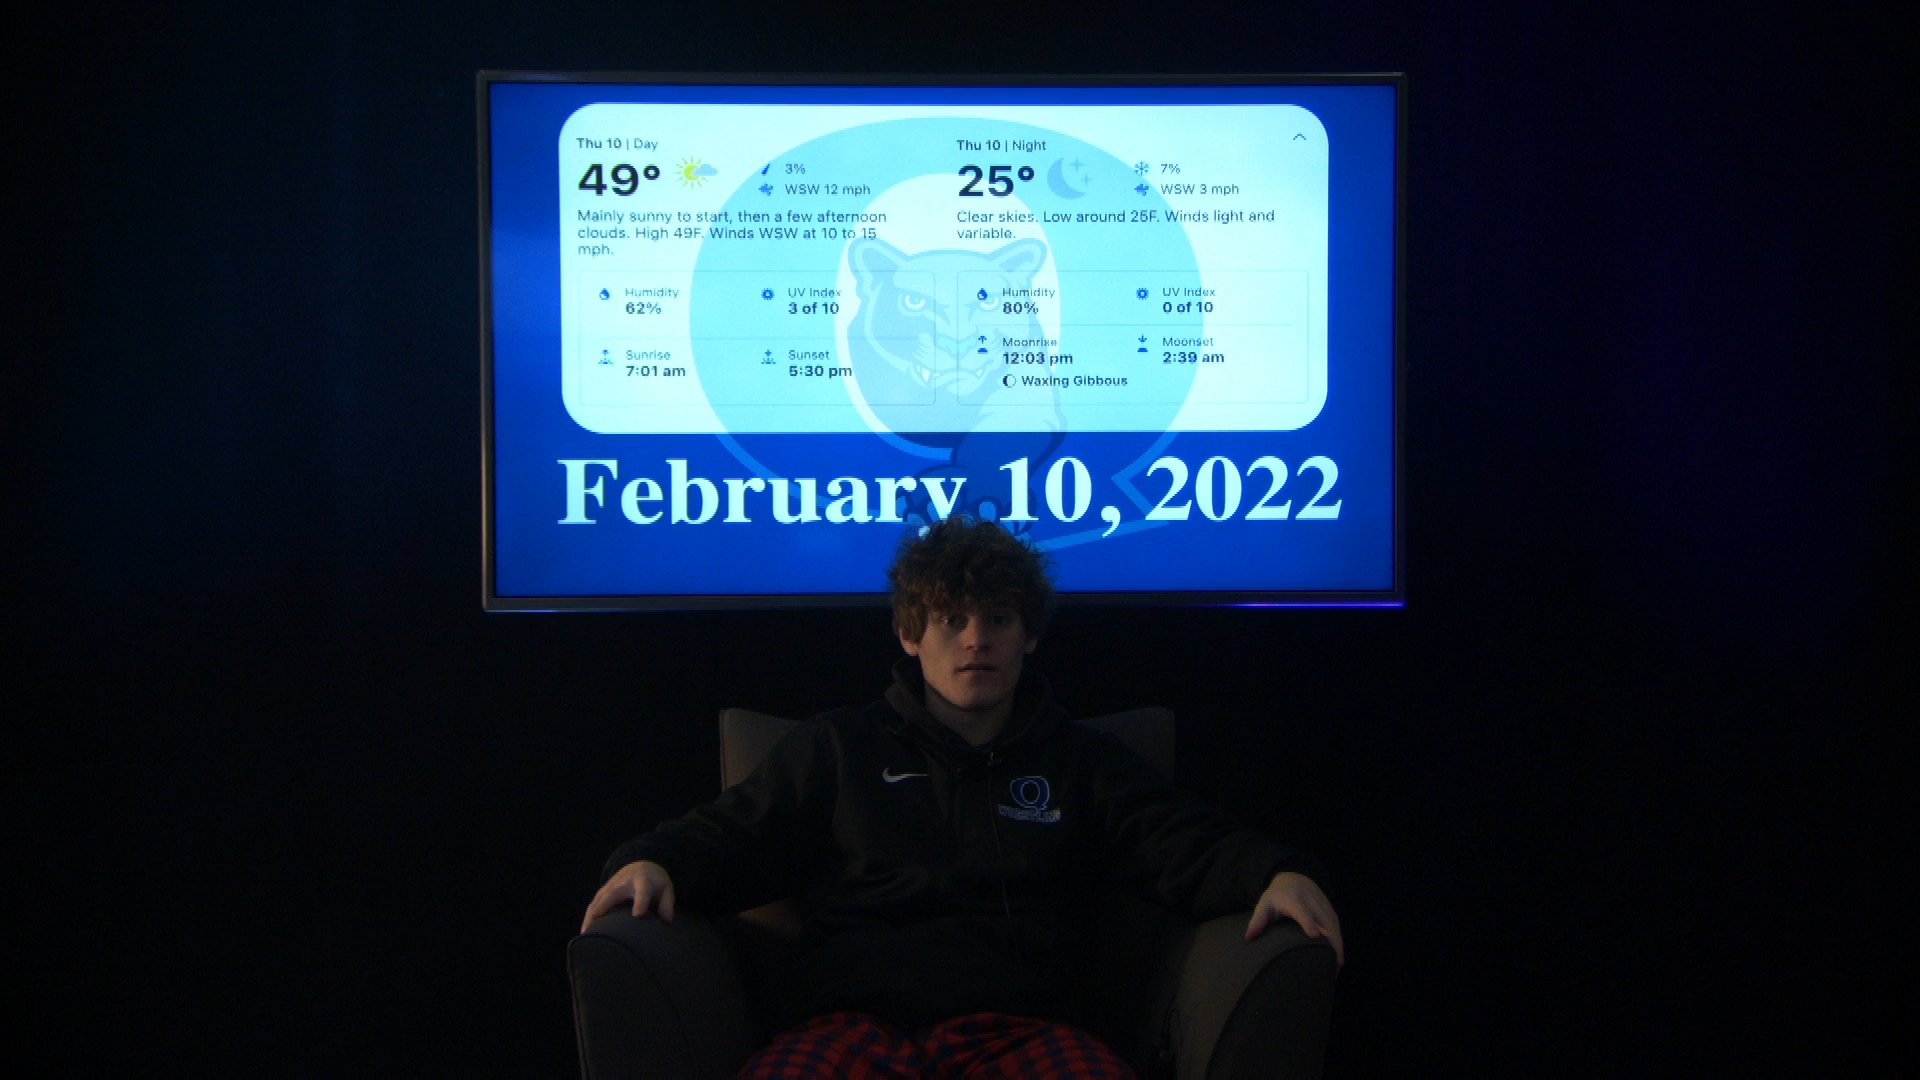 Thu 10 | Day
49°
3%
WSW 12 mph
Mainly sunny to start, then a few afternoon
clouds. High 49F. Winds WSW at 10 to 15
mph.
Humidity
62%
UV Index
3 of 10
Sunrise
7:01 am
Sunset
5:30 pm
Thu 10 | Night
25°
7%
WSW 3 mph
Clear skies. Low around 25F. Winds light and
variable.
Humidity
80%
UV Index
0 of 10
Moonrise
12:03 pm
Moonset
2:39 am
Waxing Gibbous
February 10, 2022
Q
WRESTLING